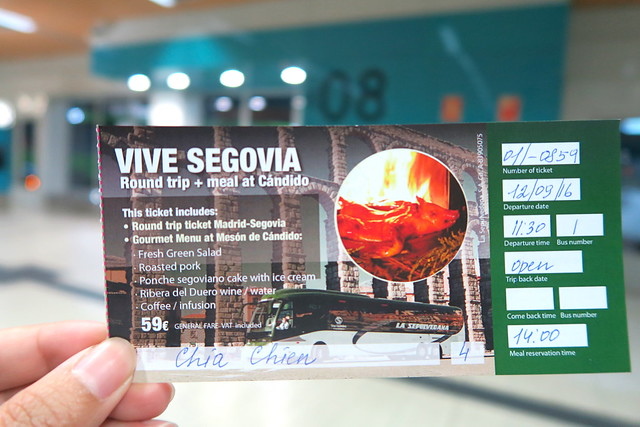 08
VIVE SEGOVIA
Round trip + meal at Cándido
This ticket includes:
• Round trip ticket Madrid-Segovia
• Gourmet Menu at Mesón de Cándido:
· Fresh Green Salad
· Roasted pork
· Ponche segoviano cake with ice cream
· Ribera del Duero wine / water
· Coffee / infusion
59€ GENERAL FARE VAT included
LA SEPULVEDANA
Chia Chien 4
011-0859
Number of ticket
12/09/16
Departure date
11:30 1
Departure time Bus number
open
Trip back date
Come back time Bus number
14:00
Meal reservation time